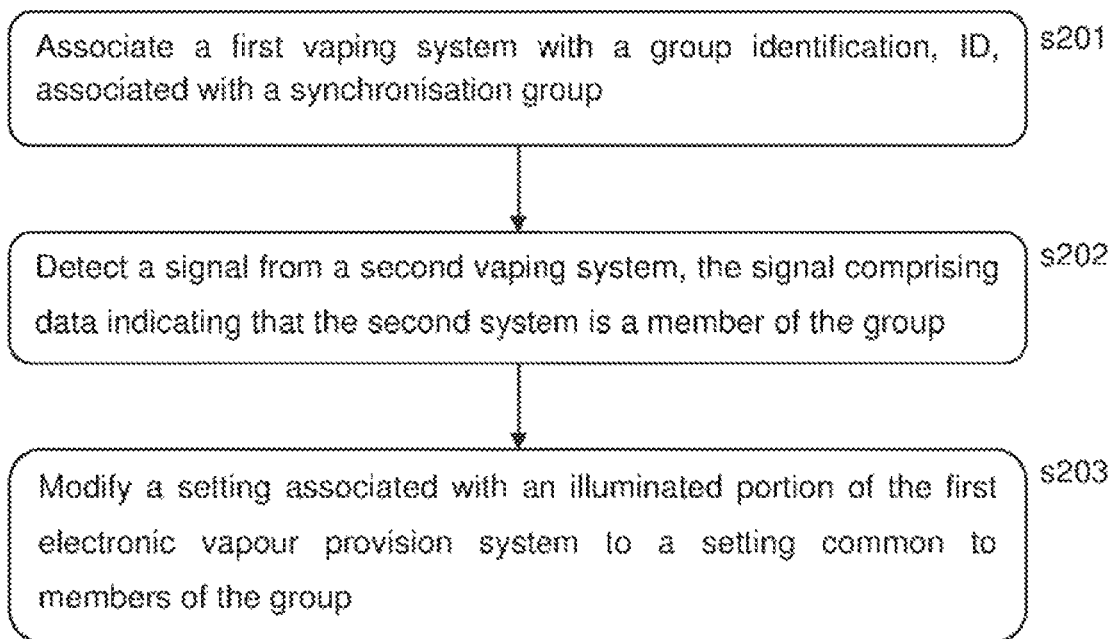 Associate a first vaping system with a group identification, ID, s201
associated with a synchronisation group
Detect a signal from a second vaping system, the signal comprising s202
data indicating that the second system is a member of the group
Modify a setting associated with an illuminated portion of the first s203
electronic vapour provision system to a setting common to
members of the group